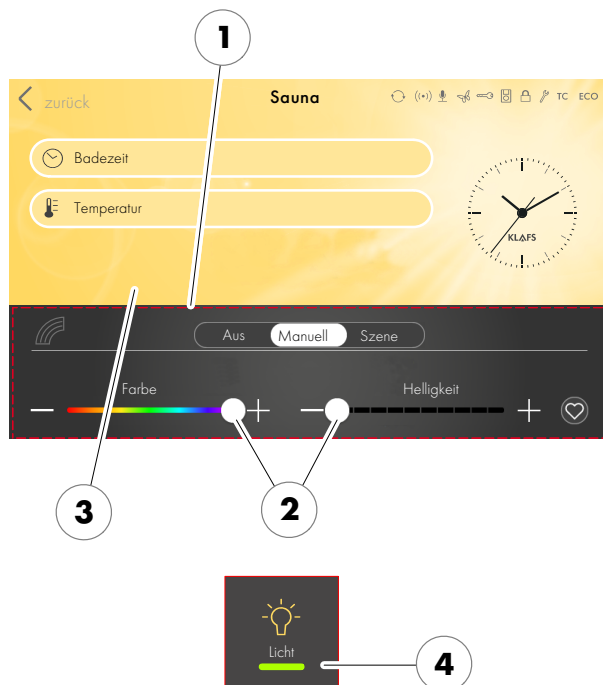 1
zurück
Sauna
TC ECO
Badezeit
Temperatur
KLAFS
Aus Manuell Szene
Farbe
Helligkeit
3
2
Licht
4